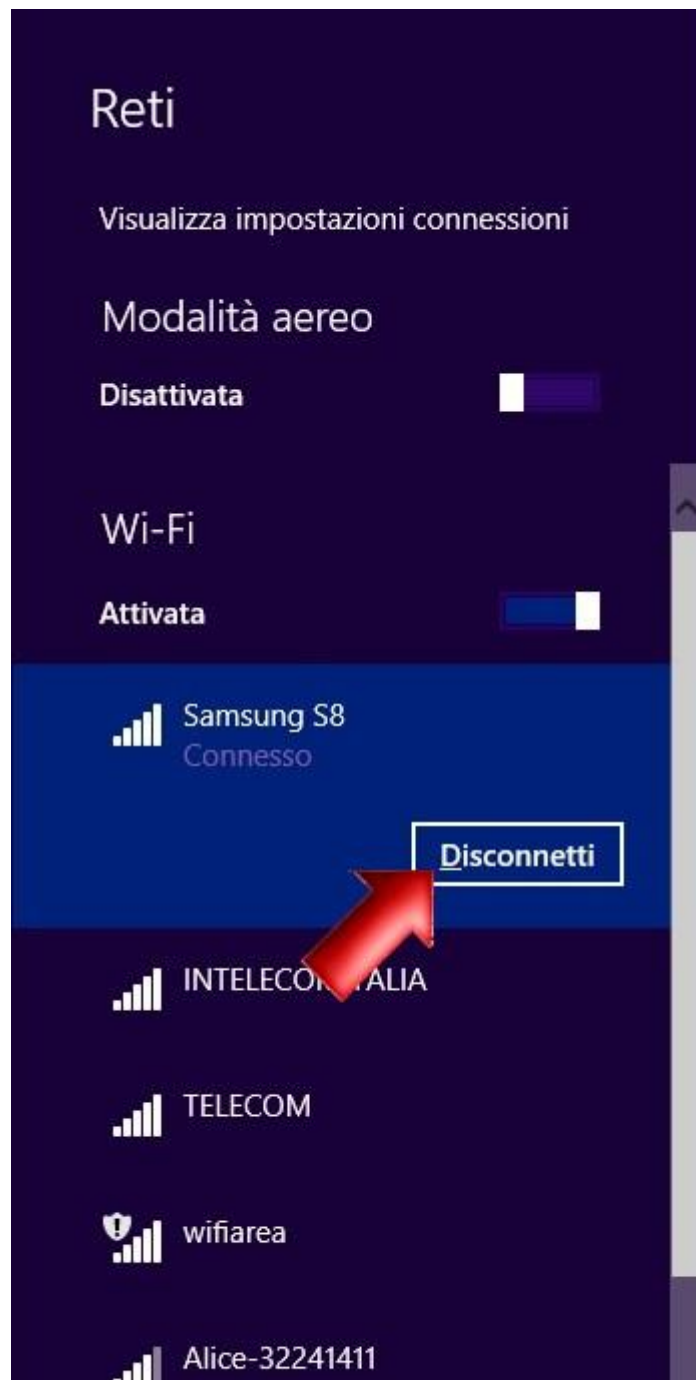 Reti
Visualizza impostazioni connessioni
Modalità aereo
Disattivata
Wi-Fi
Attivata
Samsung S8
Connesso
Disconnetti
TELECOM
wifiarea
Alice-32241411